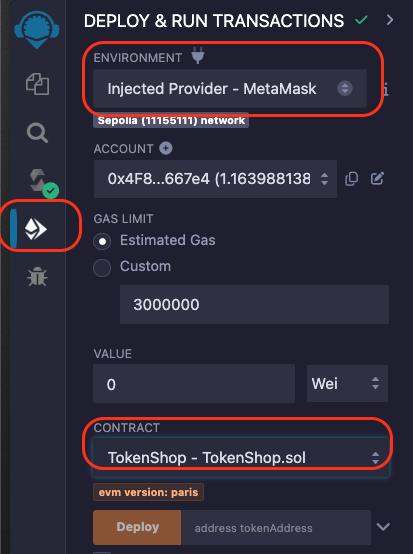 DEPLOY & RUN TRANSACTIONS
ENVIRONMENT
Injected Provider - MetaMask
Sepolia (11155111) network
ACCOUNT
0x4F8...667e4 (1.163988138
GAS LIMIT
Estimated Gas
Custom
3000000
VALUE
0 Wei
CONTRACT
TokenShop - TokenShop.sol
evm version: paris
Deploy address tokenAddress